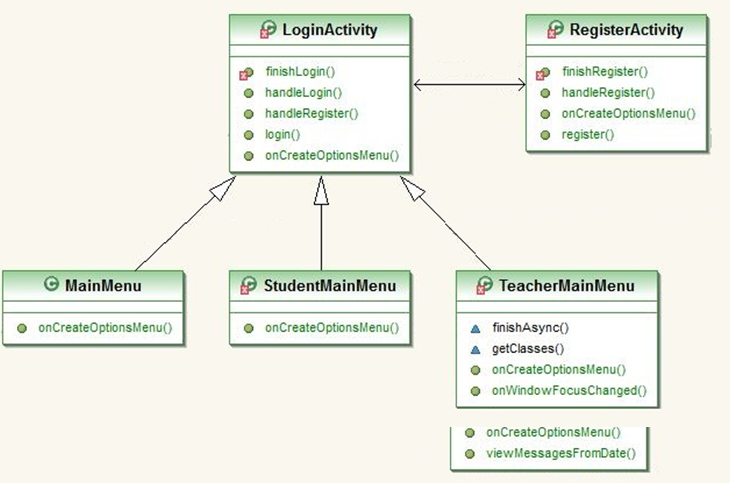 LoginActivity
finishLogin()
handleLogin()
handleRegister()
login()
onCreateOptionsMenu()
RegisterActivity
finishRegister()
handleRegister()
onCreateOptionsMenu()
register()
MainMenu
onCreateOptionsMenu()
StudentMainMenu
onCreateOptionsMenu()
TeacherMainMenu
finishAsync()
getClasses()
onCreateOptionsMenu()
onWindowFocusChanged()
onCreateOptionsMenu()
viewMessagesFromDate()